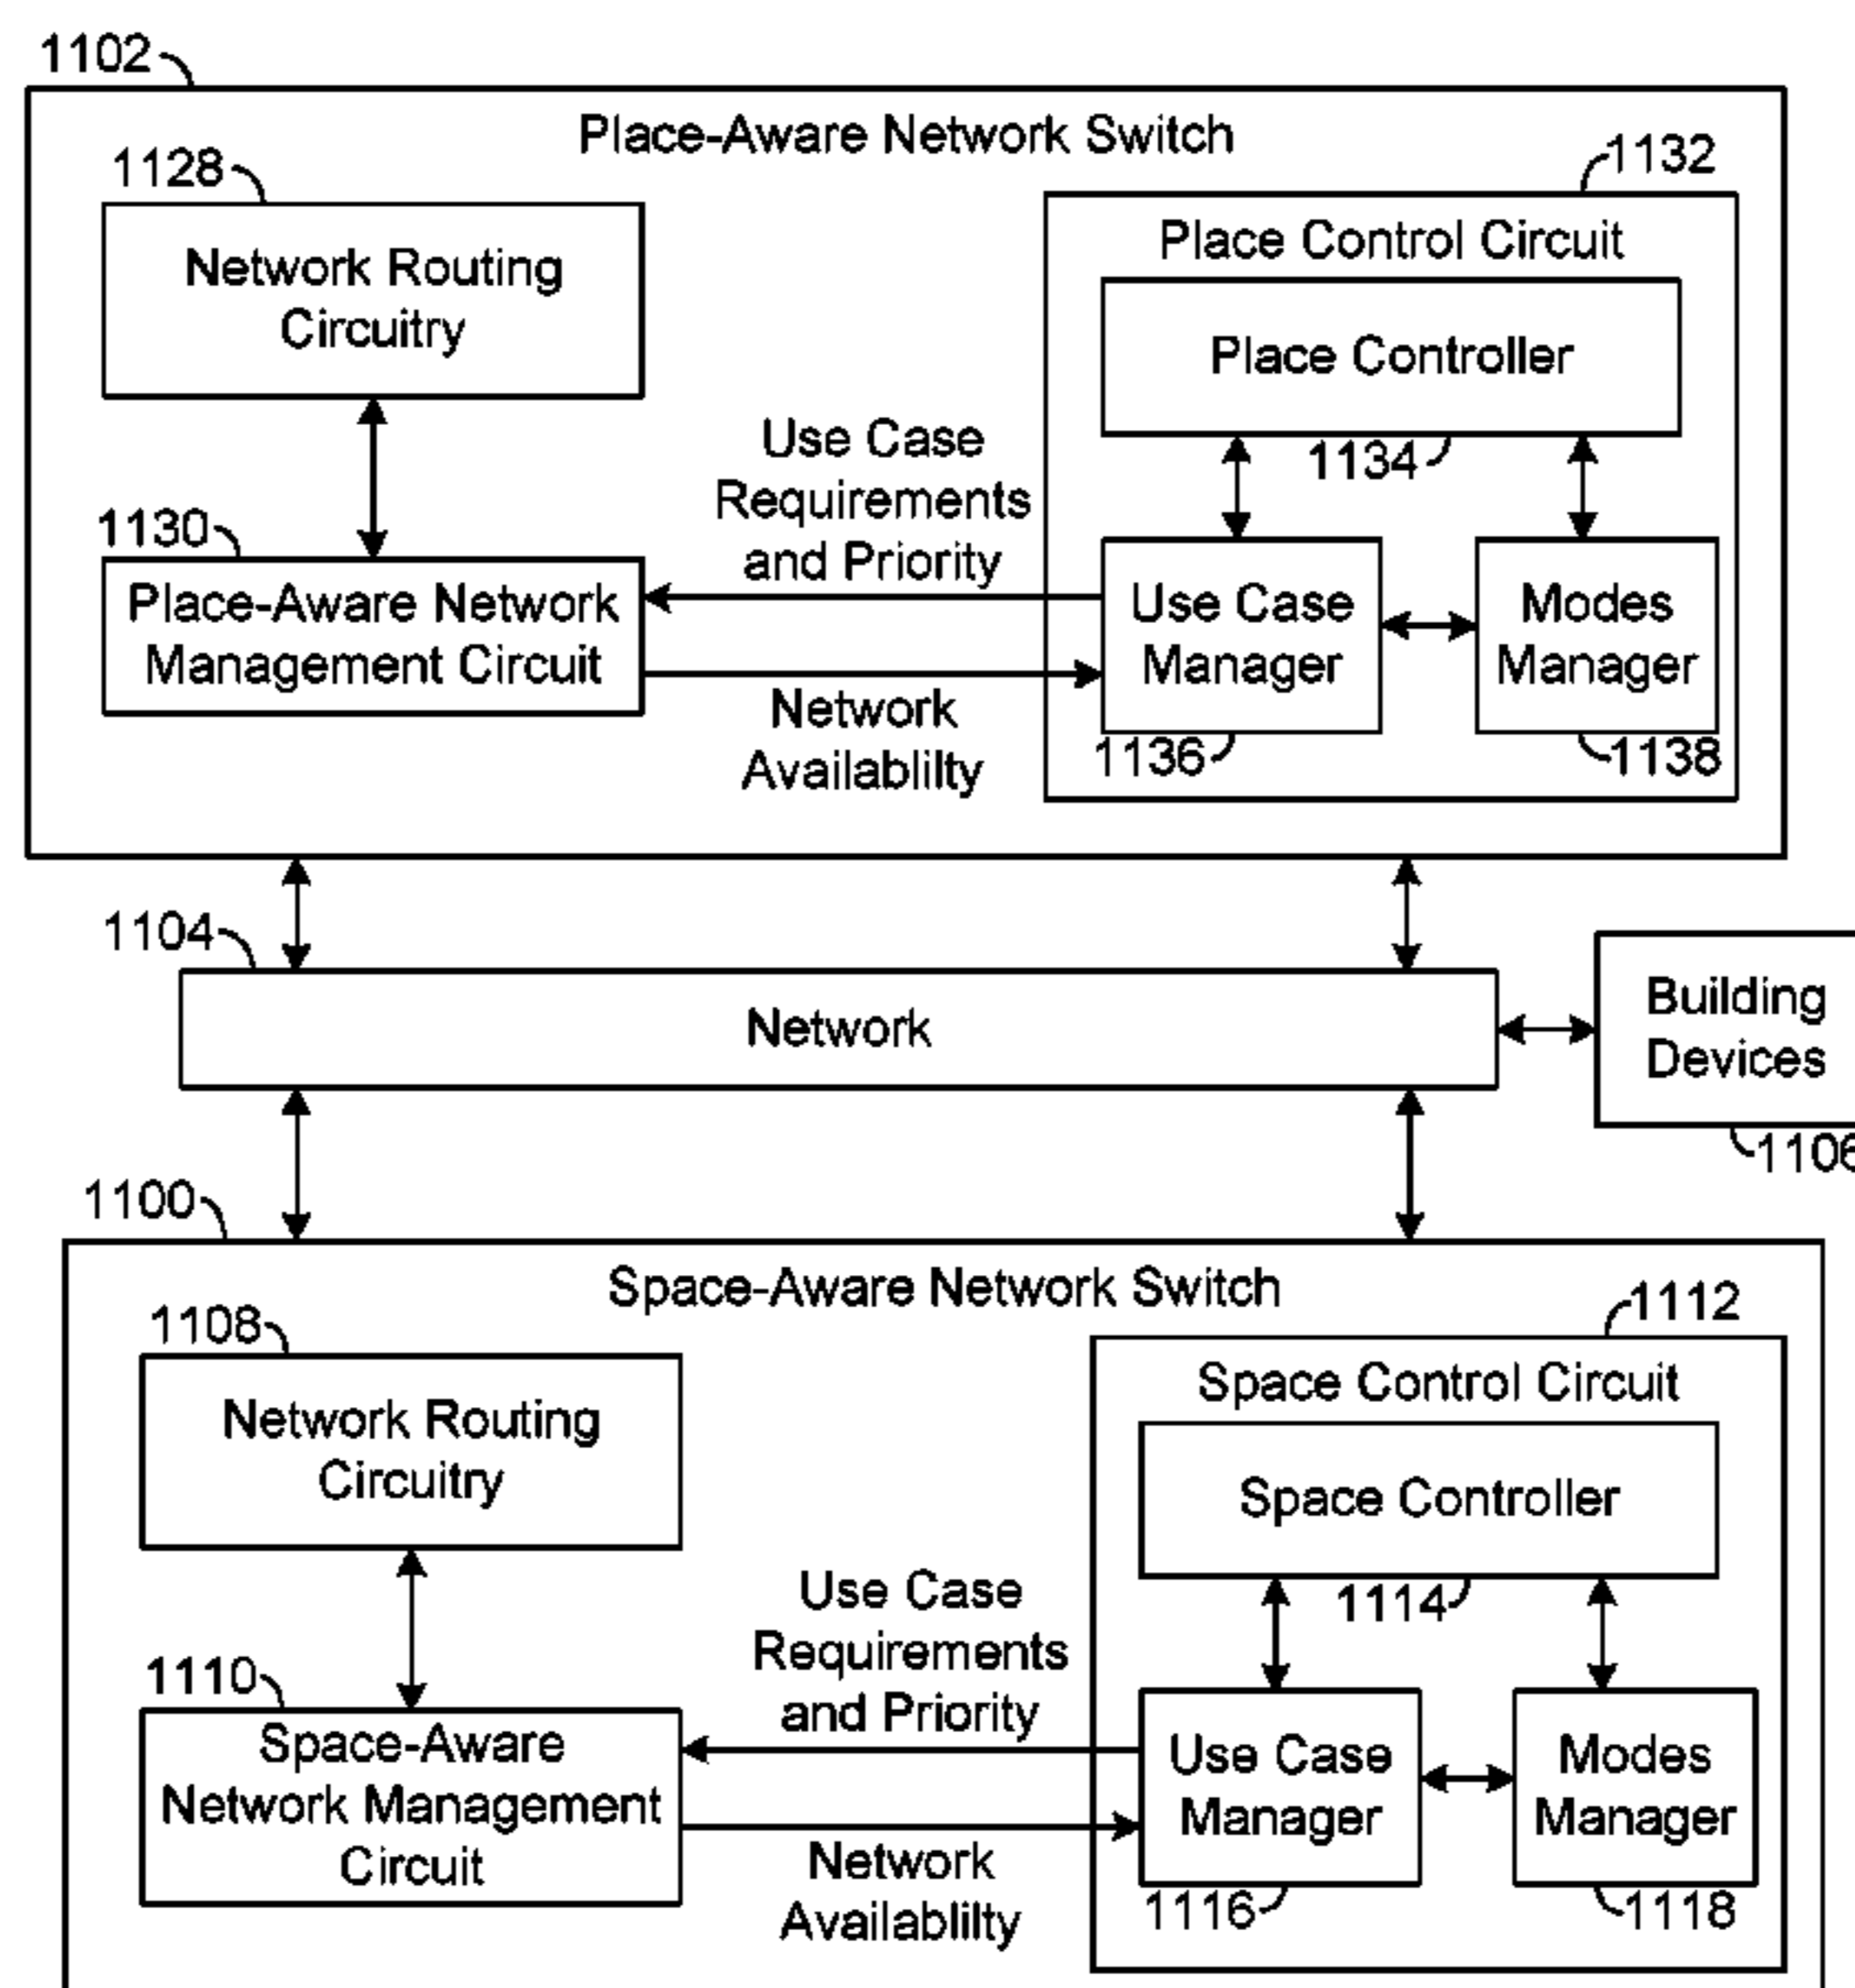 1102
Place-Aware Network Switch
1128
1132
Network Routing
Circuitry
Place Control Circuit
Place Controller
1134
Use Case
Requirements
and Priority
1130
Place-Aware Network
Management Circuit
Use Case
Manager
Modes
Manager
Network
Availablilty
1136
1138
1104
Network
Building
Devices
1106
1100
Space-Aware Network Switch
1108
1112
Network Routing
Circuitry
Space Control Circuit
Space Controller
1114
Use Case
Requirements
and Priority
1110
Space-Aware
Network Management
Circuit
Use Case
Manager
Modes
Manager
Network
Availablilty
1116
1118